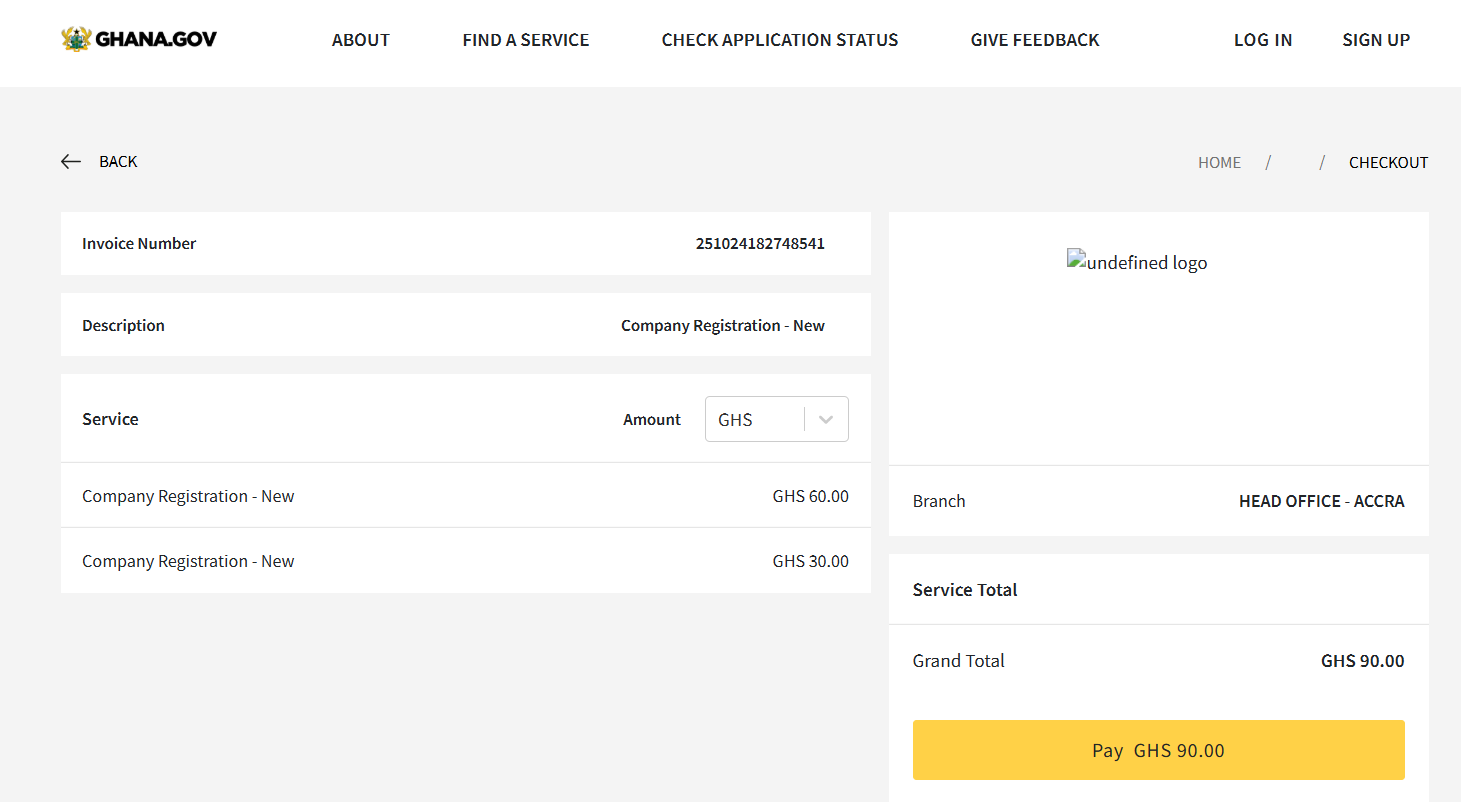 GHANA.GOV ABOUT FIND A SERVICE CHECK APPLICATION STATUS GIVE FEEDBACK LOG IN SIGN UP
BACK HOME / / CHECKOUT
Invoice Number 251024182748541
Description Company Registration - New
Service Amount GHS
Company Registration - New GHS 60.00
Company Registration - New GHS 30.00
undefined logo
Branch HEAD OFFICE - ACCRA
Service Total
Grand Total GHS 90.00
Pay GHS 90.00